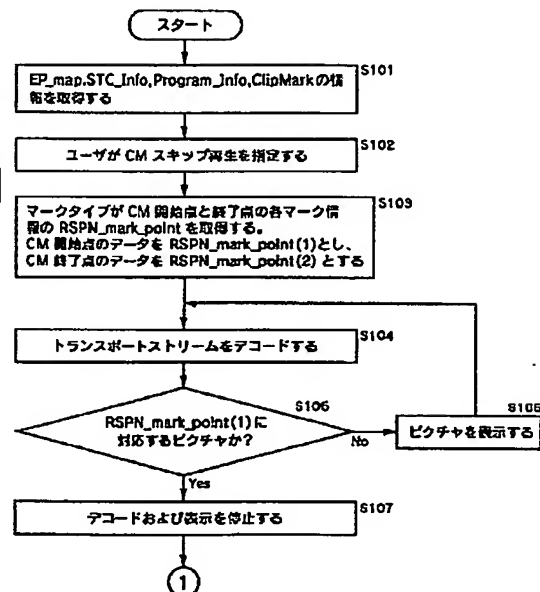 スタート
S101
EP_map.STC_Info,Program_Info,ClipMarkの情
報を取得する
S102
ユーザが CM スキップ再生を指定する
S103
マークタイプが CM 開始点と終了点の各マーク情
報の RSPN_mark_point を取得する。
CM 開始点のデータを RSPN_mark_point(1)とし、
CM 終了点のデータを RSPN_mark_point(2) とする
S104
トランスポートストリームをデコードする
S106
RSPN_mark_point(1)に
対応するピクチャか?
No
ピクチャを表示する
Yes
S107
デコードおよび表示を停止する
1